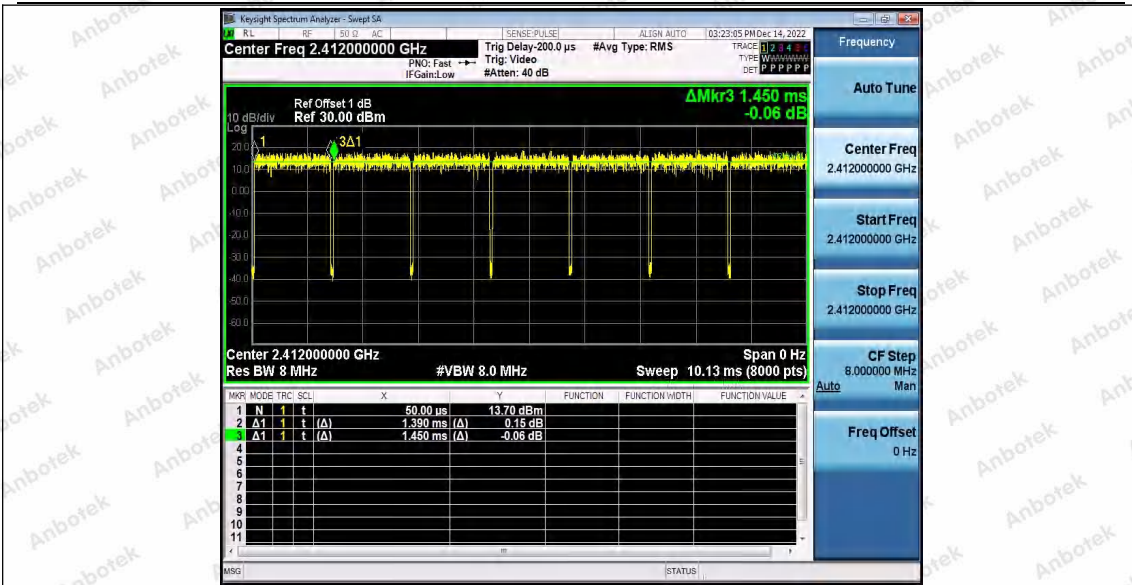 Keysight Spectrum Analyzer - Swept SA
RL RF 50 Ω AC SENSE:PULSE ALIGN AUTO 03:23:05 PM Dec 14, 2022
Center Freq 2.412000000 GHz
PNO: Fast
IFGain:Low
Trig Delay-200.0 µs
Trig: Video
#Atten: 40 dB
#Avg Type: RMS
TRACE 1 2 3 4 5 6
TYPE W
DET P P P P P P
Frequency
Auto Tune
Center Freq
2.412000000 GHz
Start Freq
2.412000000 GHz
Stop Freq
2.412000000 GHz
CF Step
8.000000 MHz
Auto Man
Freq Offset
0 Hz
ΔMkr3 1.450 ms
-0.06 dB
Ref Offset 1 dB
10 dB/div Ref 30.00 dBm
Log
1
3Δ1
20.0
10.0
0.00
-10.0
-20.0
-30.0
-40.0
-50.0
-60.0
Center 2.412000000 GHz Span 0 Hz
Res BW 8 MHz #VBW 8.0 MHz Sweep 10.13 ms (8000 pts)
MKR MODE TRC SCL X Y FUNCTION FUNCTION WIDTH FUNCTION VALUE
1 N 1 t 50.00 µs 13.70 dBm
2 Δ1 1 t (Δ) 1.390 ms (Δ) 0.15 dB
3 Δ1 1 t (Δ) 1.450 ms (Δ) -0.06 dB
4
5
6
7
8
9
10
11
MSG STATUS
Anbotek